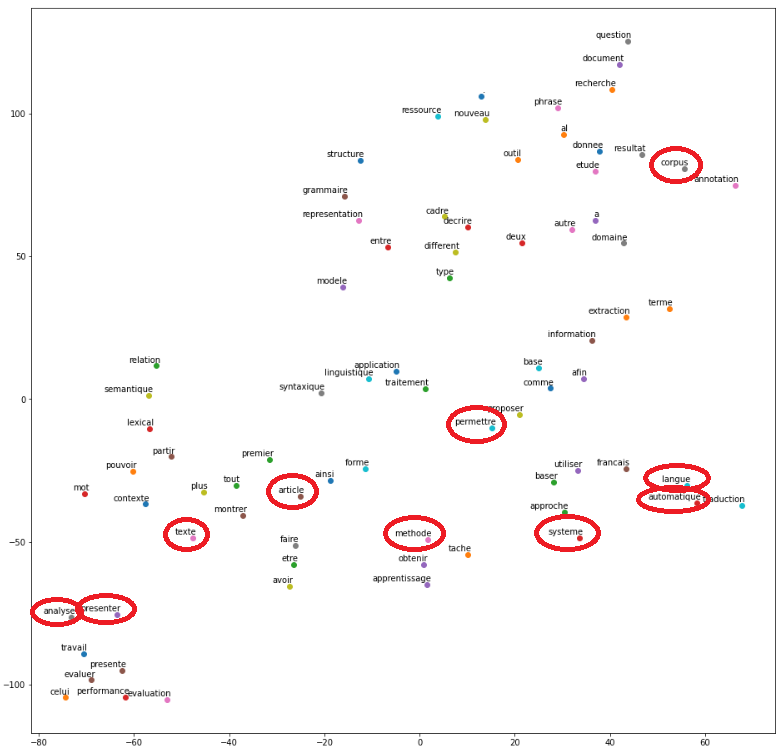 question
document
recherche
-
ressource
nouveau
phrase
al
100
structure
outil
donnee
resultat
etude
corpus
annotation
grammaire
representation
cadre
decrire
a
autre
entre
different
deux
domaine
50
type
modele
extraction
terme
information
relation
application
base
linguistique
afin
semantique
syntaxique
traitement
comme
0
lexical
permettre
proposer
partir
premier
pouvoir
forme
utiliser
francais
mot
plus
tout
article
ainsi
baser
langue
contexte
montrer
approche
automatique
traduction
texte
methode
systeme
-50
faire
tache
etre
obtenir
avoir
apprentissage
analyse
presenter
travail
evaluer
presente
-100
celui
performance
evaluation
-80
-60
-40
-20
0
20
40
60